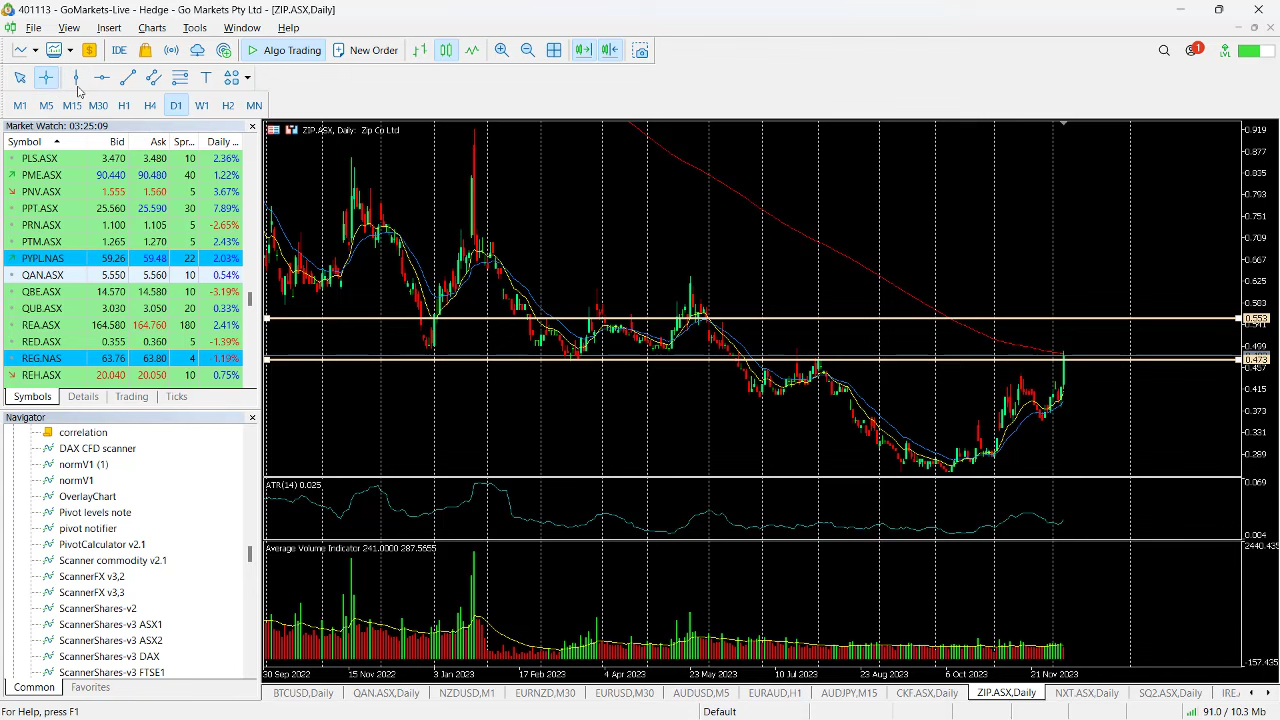 401113 - GoMarkets-Live - Hedge - Go Markets Pty Ltd - [ZIP.ASX,Daily]
File View Insert Charts Tools Window Help
IDE Algo Trading New Order 1 LVL
T
M1 M5 M15 M30 H1 H4 D1 W1 H2 MN
Market Watch: 03:25:09
Symbol Bid Ask Spr... Daily ...
PLS.ASX 3.470 3.480 10 2.36%
PME.ASX 90.440 90.480 40 1.22%
PNV.ASX 1.555 1.560 5 3.67%
PPT.ASX 25.560 25.590 30 7.89%
PRN.ASX 1.100 1.105 5 -2.65%
PTM.ASX 1.265 1.270 5 2.43%
PYPL.NAS 59.26 59.48 22 2.03%
QAN.ASX 5.550 5.560 10 0.54%
QBE.ASX 14.570 14.580 10 -3.19%
QUB.ASX 3.030 3.050 20 0.33%
REA.ASX 164.580 164.760 180 2.41%
RED.ASX 0.355 0.360 5 -1.39%
REG.NAS 63.76 63.80 4 -1.19%
REH.ASX 20.040 20.050 10 0.75%
Symbols Details Trading Ticks
Navigator
correlation
DAX CFD scanner
normV1 (1)
normV1
OverlayChart
Pivot levels note
pivot notifier
PivotCalculator v2.1
Scanner commodity v2.1
ScannerFX v3,2
ScannerFX v3,3
ScannerShares-v2
ScannerShares-v3 ASX1
ScannerShares-v3 ASX2
ScannerShares-v3 DAX
ScannerShares-v3 FTSE1
Common Favorites
ZIP.ASX, Daily: Zip Co Ltd
0.919
0.877
0.835
0.793
0.751
0.709
0.667
0.625
0.583
0.553
0.541
0.499
0.473
0.457
0.415
0.373
0.331
0.289
ATR(14) 0.025
0.069
0.004
Average Volume Indicator 241.0000 287.5655
2440.435
-157.435
30 Sep 2022 15 Nov 2022 3 Jan 2023 17 Feb 2023 4 Apr 2023 23 May 2023 10 Jul 2023 23 Aug 2023 6 Oct 2023 21 Nov 2023
BTCUSD,Daily QAN.ASX,Daily NZDUSD,M1 EURNZD,M30 EURUSD,M30 AUDUSD,M5 EURAUD,H1 AUDJPY,M15 CKF.ASX,Daily ZIP.ASX,Daily NXT.ASX,Daily SQ2.ASX,Daily IRE.
For Help, press F1 Default 91.0 / 10.3 Mb